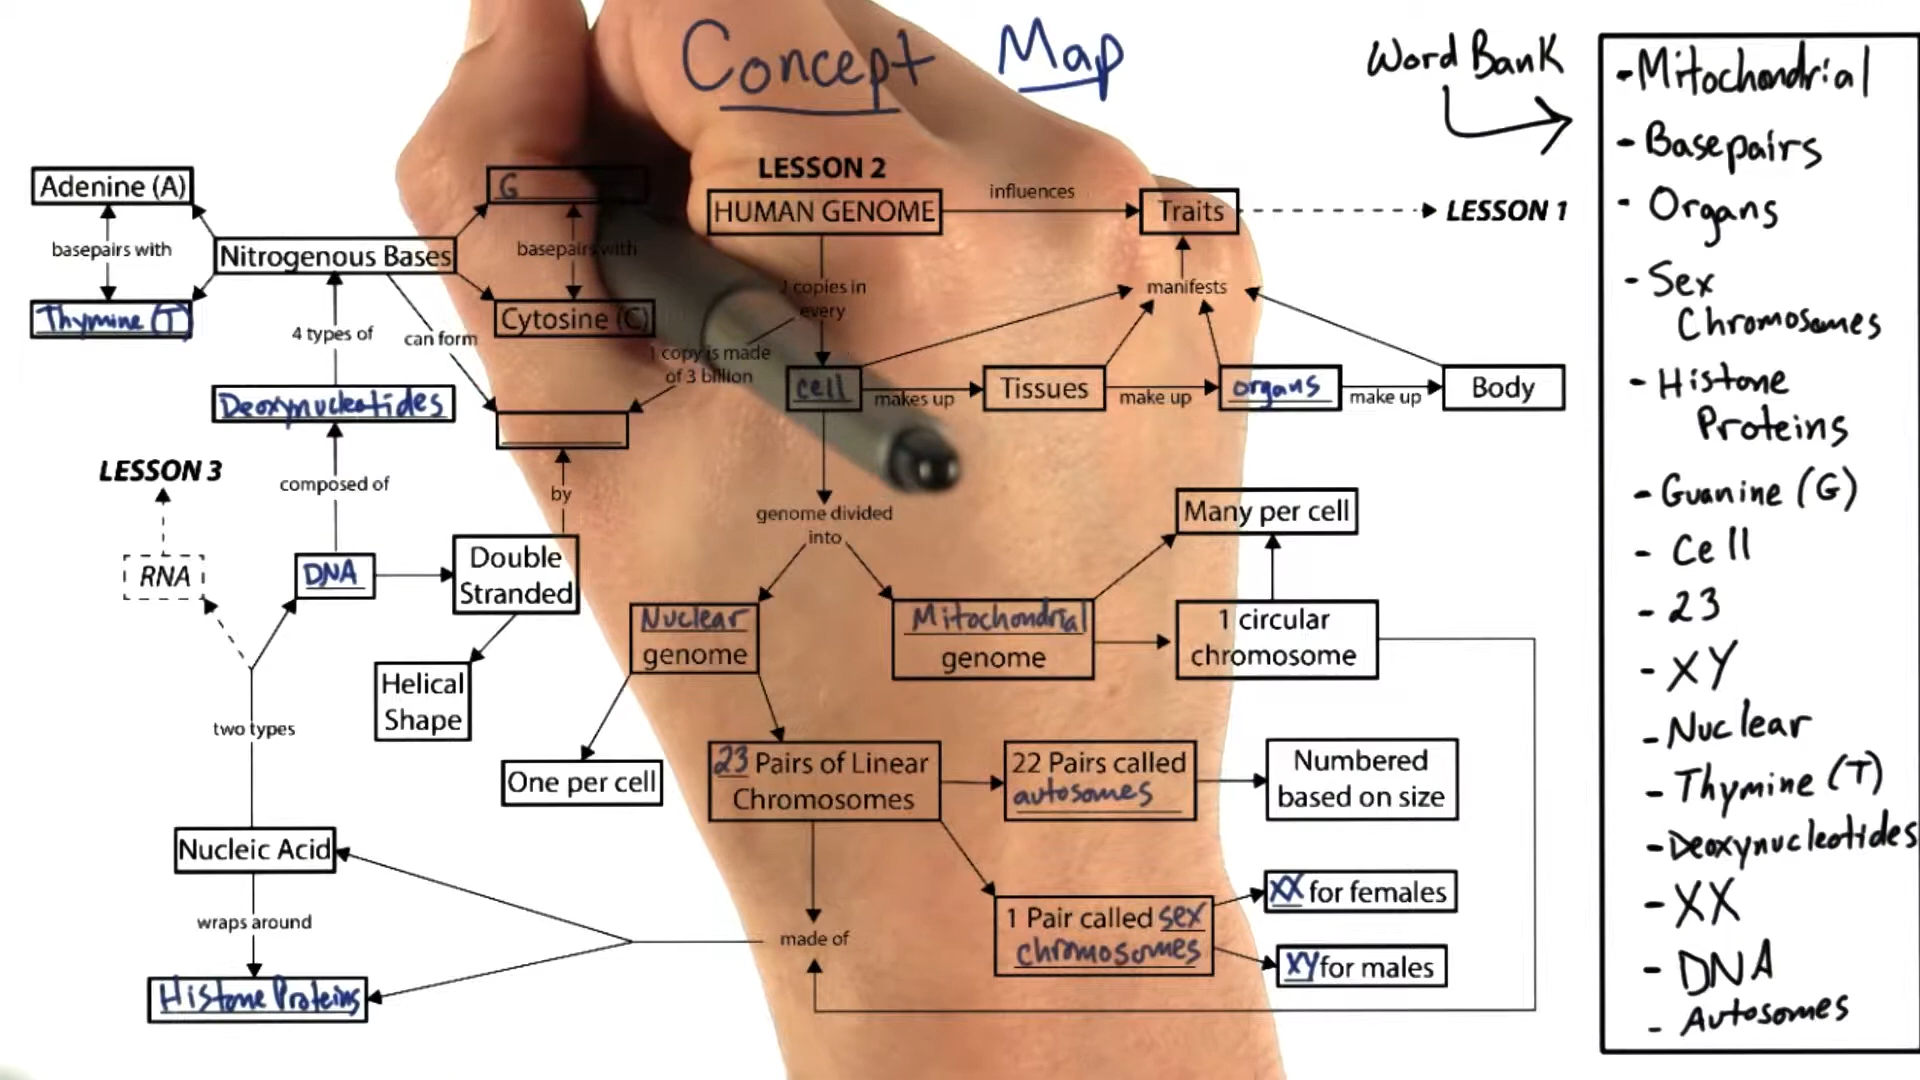 Concept Map
Word Bank
LESSON 2
HUMAN GENOME
influences
Traits
LESSON 1
Adenine (A)
basepairs with
Thymine (T)
Nitrogenous Bases
G
basepairs with
Cytosine (C)
4 types of
can form
Deoxynucleotides
2 copies in
every
1 copy is made
of 3 billion
manifests
cell
makes up
Tissues
make up
organs
make up
Body
LESSON 3
composed of
by
RNA
DNA
Double
Stranded
Helical
Shape
genome divided
into
Many per cell
Nuclear
genome
Mitochondrial
genome
1 circular
chromosome
two types
One per cell
23 Pairs of Linear
Chromosomes
22 Pairs called
autosomes
Numbered
based on size
Nucleic Acid
wraps around
Histone Proteins
made of
1 Pair called sex
chromosomes
XX for females
XY for males
- Mitochondrial
- Basepairs
- Organs
- Sex
Chromosomes
- Histone
Proteins
- Guanine (G)
- Cell
- 23
- XY
- Nuclear
- Thymine (T)
- Deoxynucleotides
- XX
- DNA
- Autosomes